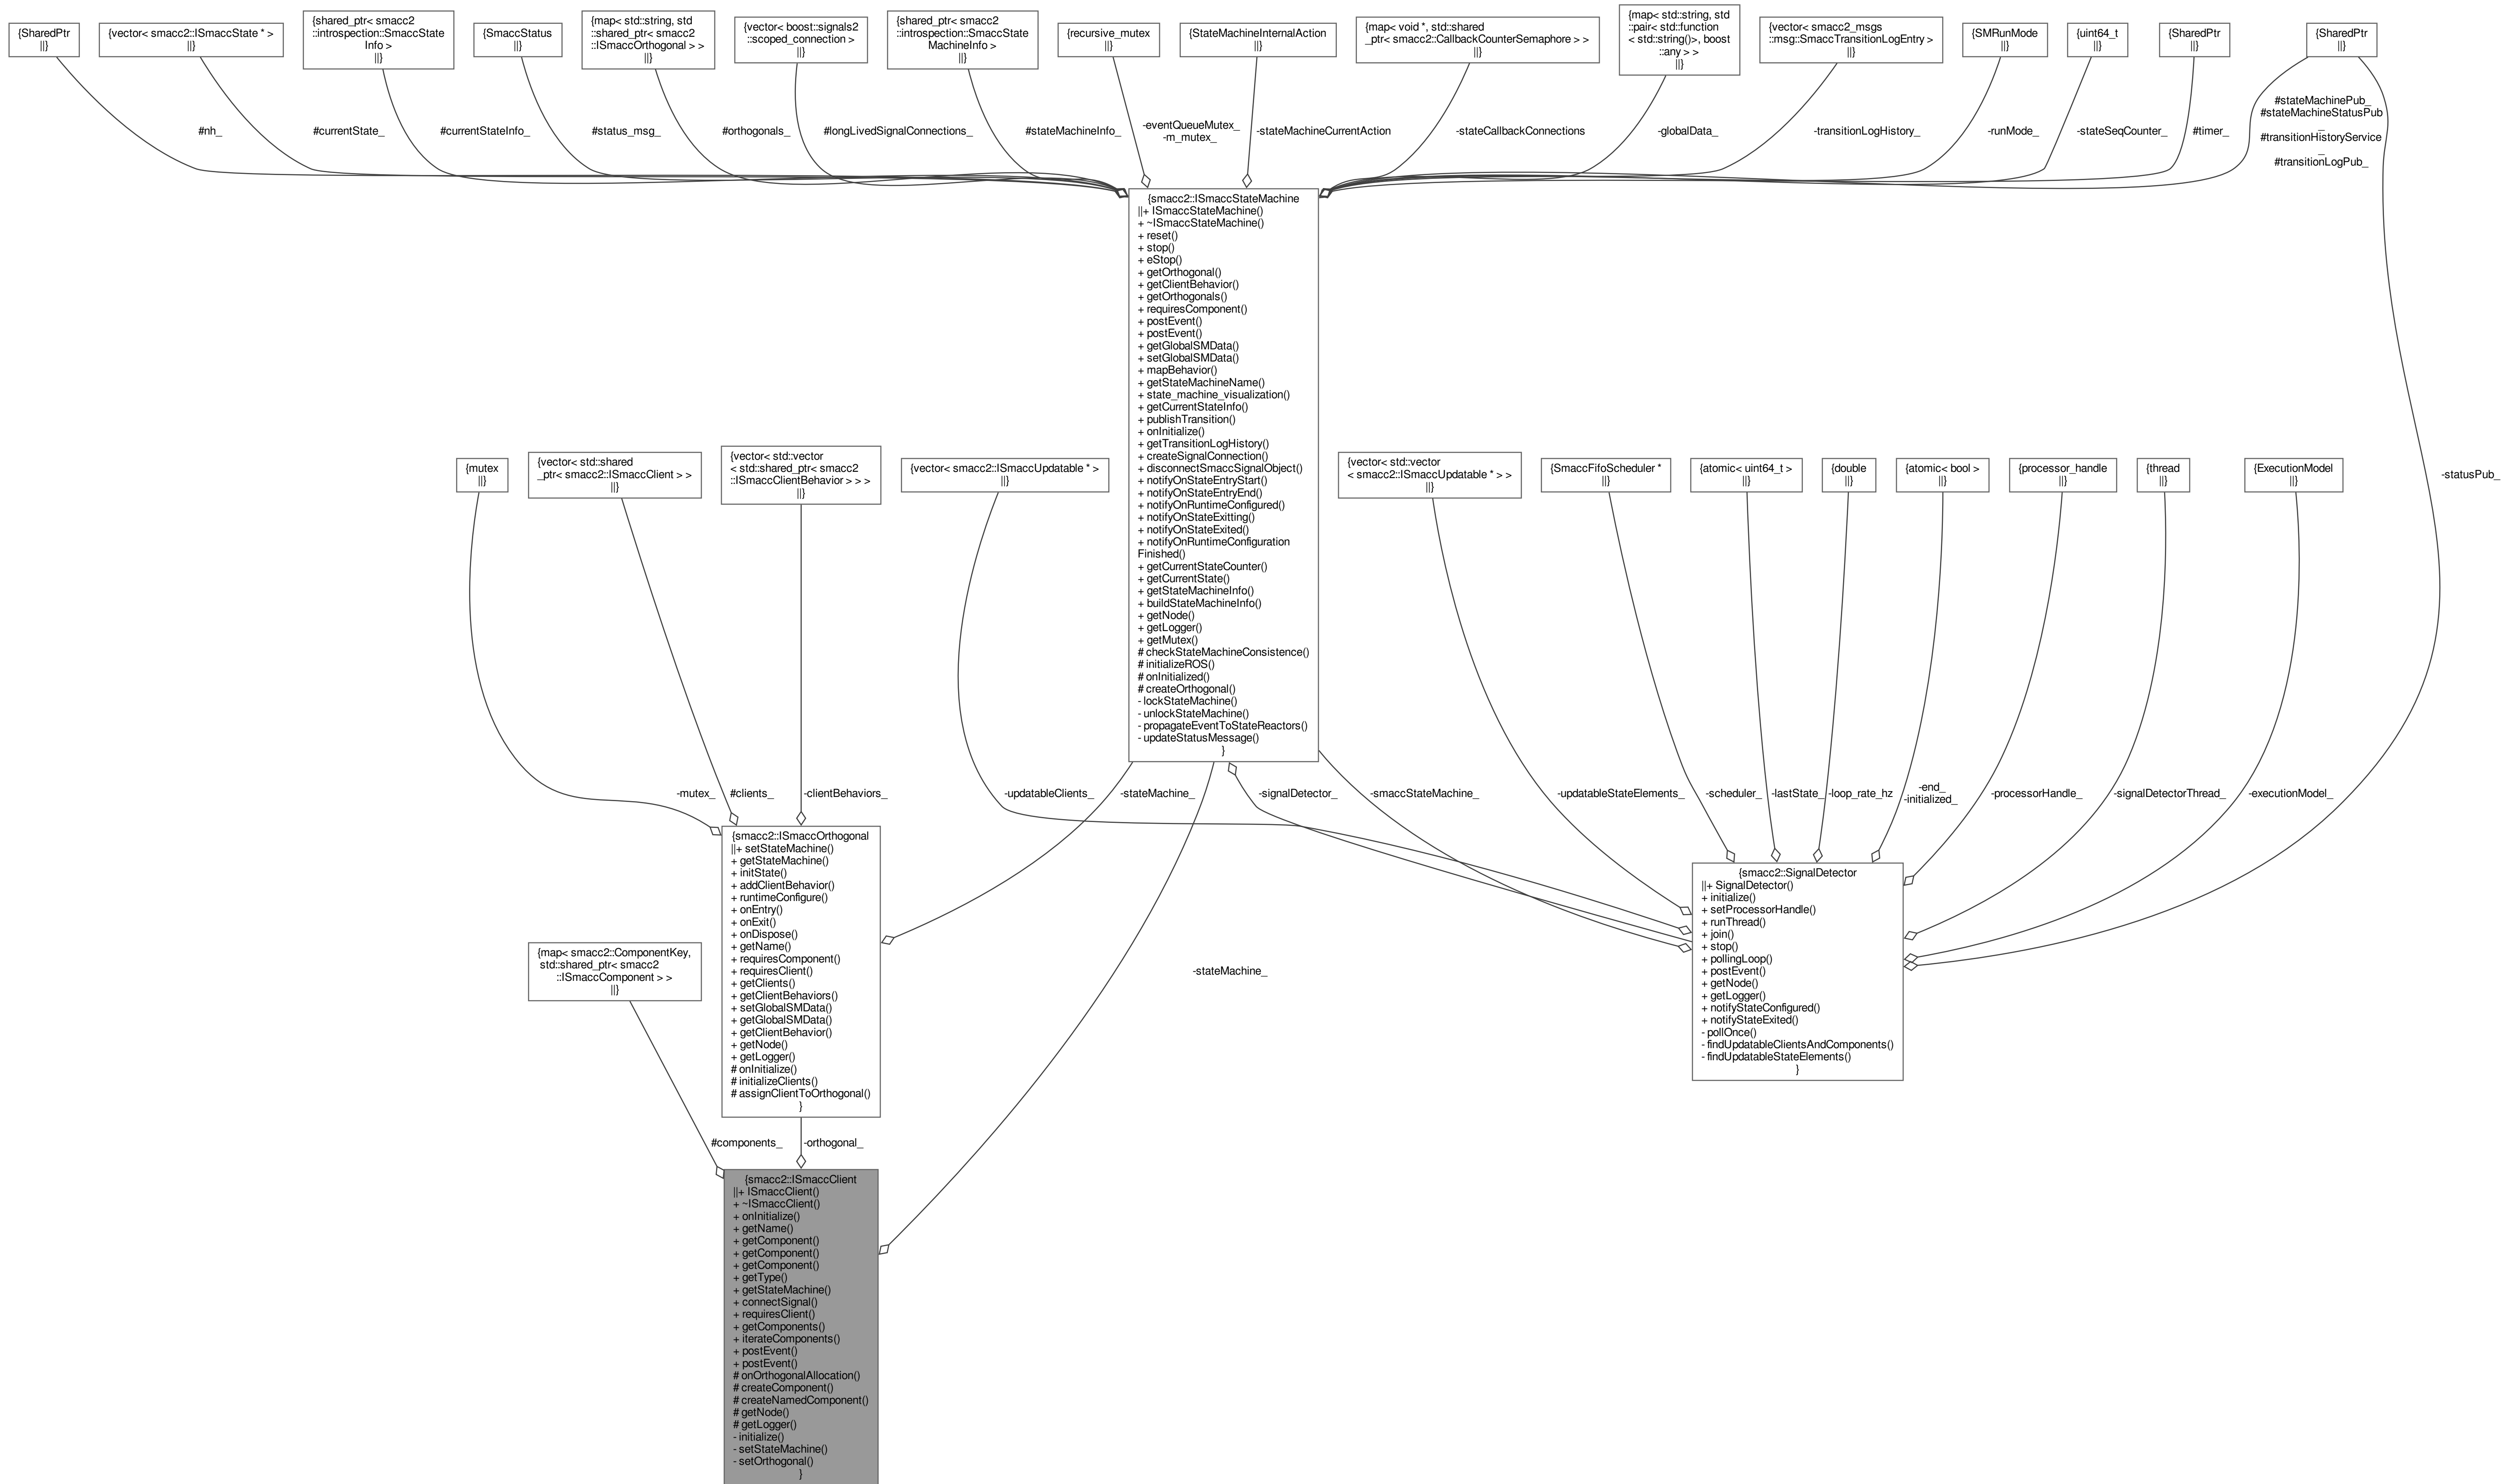 {SharedPtr
||}
{vector< smacc2::ISmaccState * >
||}
{shared_ptr< smacc2
::introspection::SmaccState
Info >
||}
{SmaccStatus
||}
{map< std::string, std
::shared_ptr< smacc2
::ISmaccOrthogonal > >
||}
{vector< boost::signals2
::scoped_connection >
||}
{shared_ptr< smacc2
::introspection::SmaccState
MachineInfo >
||}
{recursive_mutex
||}
{StateMachineInternalAction
||}
{map< void *, std::shared
_ptr< smacc2::CallbackCounterSemaphore > >
||}
{map< std::string, std
::pair< std::function
< std::string()>, boost
::any > >
||}
{vector< smacc2_msgs
::msg::SmaccTransitionLogEntry >
||}
{SMRunMode
||}
{uint64_t
||}
{SharedPtr
||}
{SharedPtr
||}
#nh_
#currentState_
#currentStateInfo_
#status_msg_
#orthogonals_
#longLivedSignalConnections_
#stateMachineInfo_
-eventQueueMutex_
-m_mutex_
-stateMachineCurrentAction
-stateCallbackConnections
-globalData_
-transitionLogHistory_
-runMode_
-stateSeqCounter_
#timer_
#stateMachinePub_
#stateMachineStatusPub
_
#transitionHistoryService
_
#transitionLogPub_
{smacc2::ISmaccStateMachine
||+ ISmaccStateMachine()
+ ~ISmaccStateMachine()
+ reset()
+ stop()
+ eStop()
+ getOrthogonal()
+ getClientBehavior()
+ getOrthogonals()
+ requiresComponent()
+ postEvent()
+ postEvent()
+ getGlobalSMData()
+ setGlobalSMData()
+ mapBehavior()
+ getStateMachineName()
+ state_machine_visualization()
+ getCurrentStateInfo()
+ publishTransition()
+ onInitialize()
+ getTransitionLogHistory()
+ createSignalConnection()
+ disconnectSmaccSignalObject()
+ notifyOnStateEntryStart()
+ notifyOnStateEntryEnd()
+ notifyOnRuntimeConfigured()
+ notifyOnStateExitting()
+ notifyOnStateExited()
+ notifyOnRuntimeConfiguration
Finished()
+ getCurrentStateCounter()
+ getCurrentState()
+ getStateMachineInfo()
+ buildStateMachineInfo()
+ getNode()
+ getLogger()
+ getMutex()
# checkStateMachineConsistence()
# initializeROS()
# onInitialized()
# createOrthogonal()
- lockStateMachine()
- unlockStateMachine()
- propagateEventToStateReactors()
- updateStatusMessage()
}
{mutex
||}
{vector< std::shared
_ptr< smacc2::ISmaccClient > >
||}
{vector< std::vector
< std::shared_ptr< smacc2
::ISmaccClientBehavior > > >
||}
{vector< smacc2::ISmaccUpdatable * >
||}
{vector< std::vector
< smacc2::ISmaccUpdatable * > >
||}
{SmaccFifoScheduler *
||}
{atomic< uint64_t >
||}
{double
||}
{atomic< bool >
||}
{processor_handle
||}
{thread
||}
{ExecutionModel
||}
-statusPub_
-mutex_
#clients_
-clientBehaviors_
-updatableClients_
-stateMachine_
-signalDetector_
-smaccStateMachine_
-updatableStateElements_
-scheduler_
-lastState_
-loop_rate_hz
-end_
-initialized_
-processorHandle_
-signalDetectorThread_
-executionModel_
{smacc2::ISmaccOrthogonal
||+ setStateMachine()
+ getStateMachine()
+ initState()
+ addClientBehavior()
+ runtimeConfigure()
+ onEntry()
+ onExit()
+ onDispose()
+ getName()
+ requiresComponent()
+ requiresClient()
+ getClients()
+ getClientBehaviors()
+ setGlobalSMData()
+ getGlobalSMData()
+ getClientBehavior()
+ getNode()
+ getLogger()
# onInitialize()
# initializeClients()
# assignClientToOrthogonal()
}
{smacc2::SignalDetector
||+ SignalDetector()
+ initialize()
+ setProcessorHandle()
+ runThread()
+ join()
+ stop()
+ pollingLoop()
+ postEvent()
+ getNode()
+ getLogger()
+ notifyStateConfigured()
+ notifyStateExited()
- pollOnce()
- findUpdatableClientsAndComponents()
- findUpdatableStateElements()
}
{map< smacc2::ComponentKey,
std::shared_ptr< smacc2
::ISmaccComponent > >
||}
-stateMachine_
#components_
-orthogonal_
{smacc2::ISmaccClient
||+ ISmaccClient()
+ ~ISmaccClient()
+ onInitialize()
+ getName()
+ getComponent()
+ getComponent()
+ getComponent()
+ getType()
+ getStateMachine()
+ connectSignal()
+ requiresClient()
+ getComponents()
+ iterateComponents()
+ postEvent()
+ postEvent()
# onOrthogonalAllocation()
# createComponent()
# createNamedComponent()
# getNode()
# getLogger()
- initialize()
- setStateMachine()
- setOrthogonal()
}